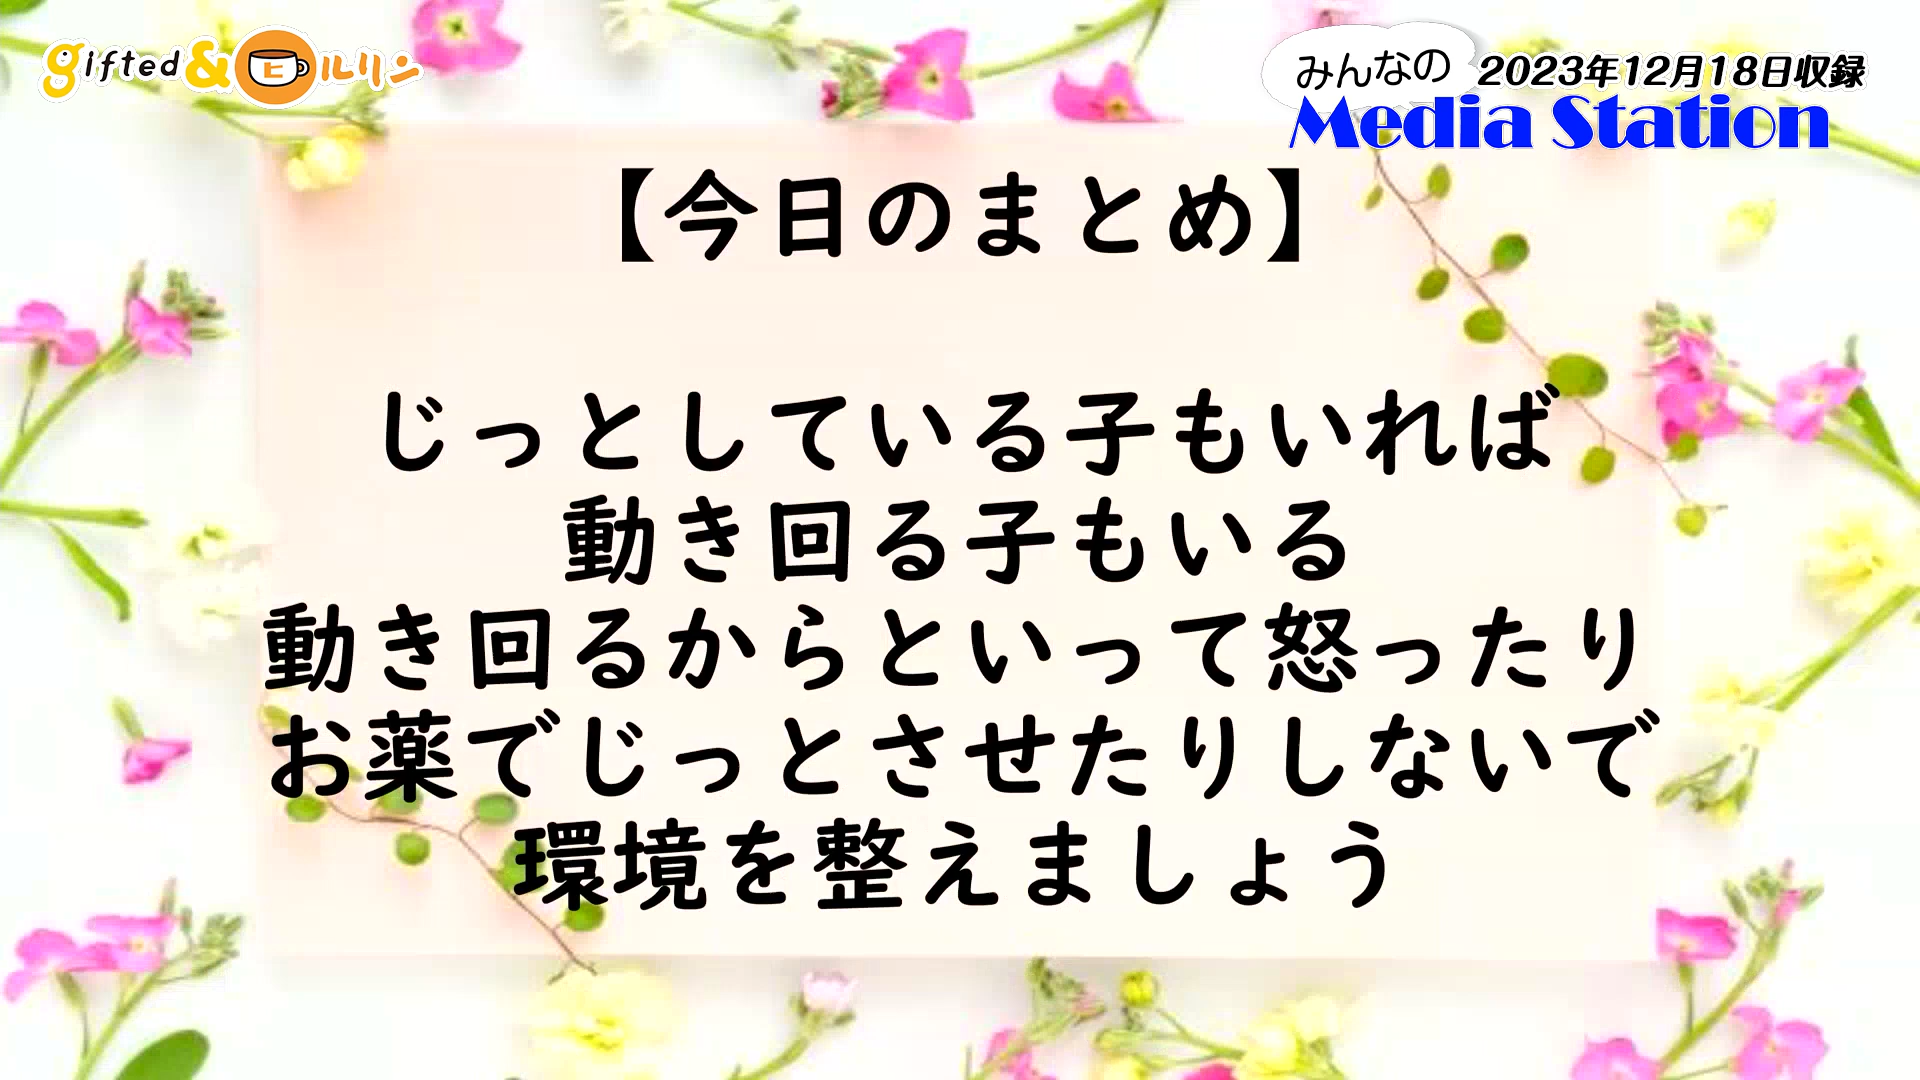 gifted&ヒルリン
みんなの 2023年12月18日収録
Media Station
【今日のまとめ】
じっとしている子もいれば
動き回る子もいる
動き回るからといって怒ったり
お薬でじっとさせたりしないで
環境を整えましょう